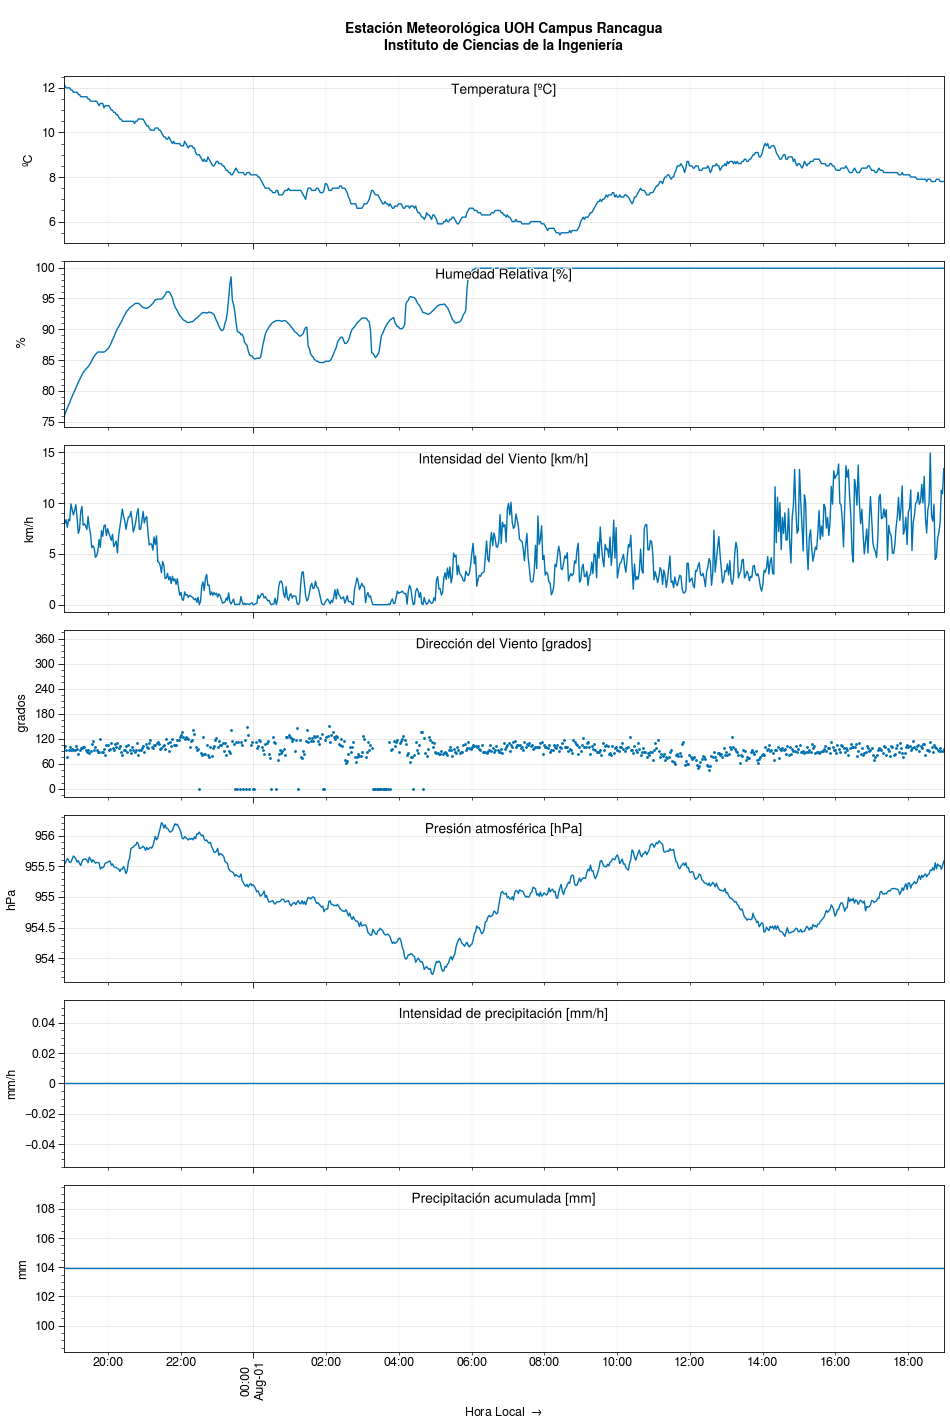 Estación Meteorológica UOH Campus Rancagua
Instituto de Ciencias de la Ingeniería
Temperatura [ºC]
ºC
12
10
8
6
Humedad Relativa [%]
%
100
95
90
85
80
75
Intensidad del Viento [km/h]
km/h
15
10
5
0
Dirección del Viento [grados]
grados
360
300
240
180
120
60
0
Presión atmosférica [hPa]
hPa
956
955.5
955
954.5
954
Intensidad de precipitación [mm/h]
mm/h
0.04
0.02
0
−0.02
−0.04
Precipitación acumulada [mm]
mm
108
106
104
102
100
20:00 22:00 00:00 02:00 04:00 06:00 08:00 10:00 12:00 14:00 16:00 18:00
Aug-01
Hora Local →